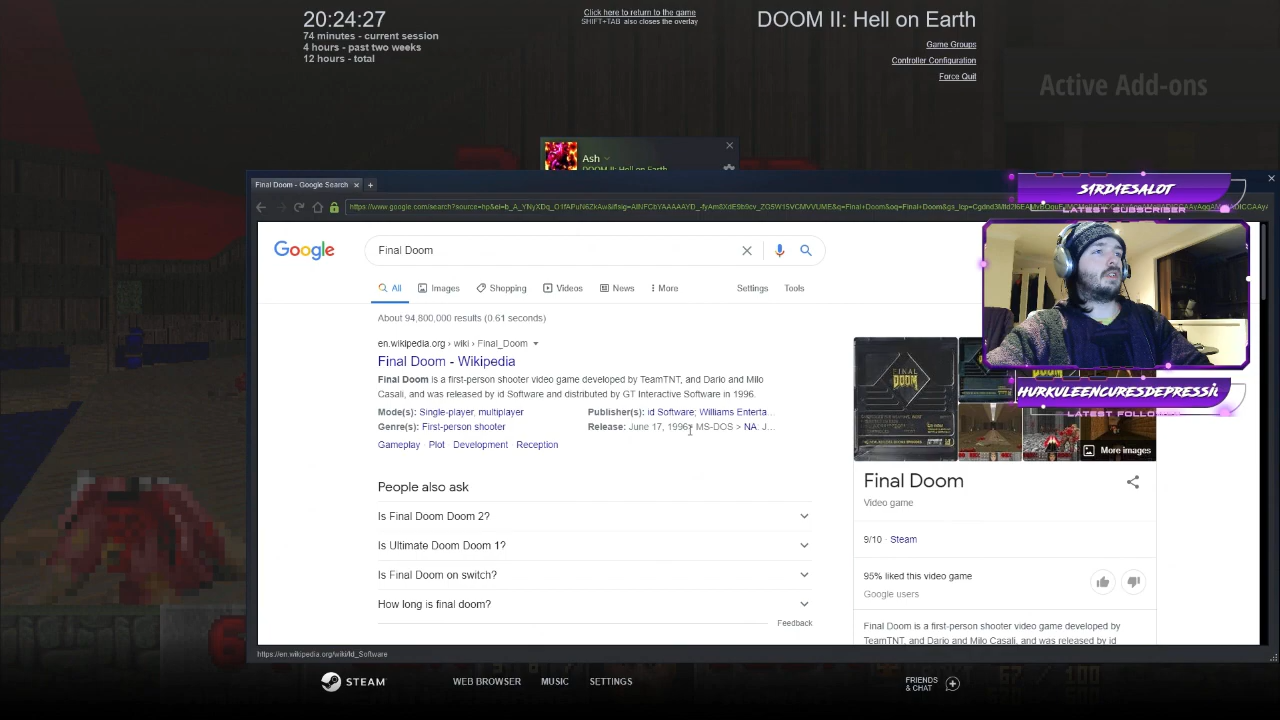 20:24:27
74 minutes - current session
4 hours - past two weeks
12 hours - total
Click here to return to the game
SHIFT+TAB also closes the overlay
DOOM II: Hell on Earth
Game Groups
Controller Configuration
Force Quit
Active Add-ons
Ash
DOOM II: Hell on Earth
Final Doom - Google Search
S1RD1ESALOT
LATEST SUBSCRIBER
Google
Final Doom
All
Images
Shopping
Videos
News
More
Settings
Tools
About 94,800,000 results (0.61 seconds)
en.wikipedia.org › wiki › Final_Doom
Final Doom - Wikipedia
Final Doom is a first-person shooter video game developed by TeamTNT, and Dario and Milo
Casali, and was released by id Software and distributed by GT Interactive Software in 1996.
Mode(s): Single-player, multiplayer
Publisher(s): id Software; Williams Enterta...
Genre(s): First-person shooter
Release: June 17, 1996; MS-DOS > NA: J...
Gameplay · Plot · Development · Reception
HURKULEENCURESDEPRESSI
LATEST FOLLOWER
FINAL
DOOM
More images
Final Doom
Video game
9/10 · Steam
95% liked this video game
Google users
Final Doom is a first-person shooter video game developed by
TeamTNT, and Dario and Milo Casali, and was released by id
People also ask
Is Final Doom Doom 2?
Is Ultimate Doom Doom 1?
Is Final Doom on switch?
How long is final doom?
Feedback
https://en.wikipedia.org/wiki/Id_Software
STEAM
WEB BROWSER
MUSIC
SETTINGS
FRIENDS
& CHAT